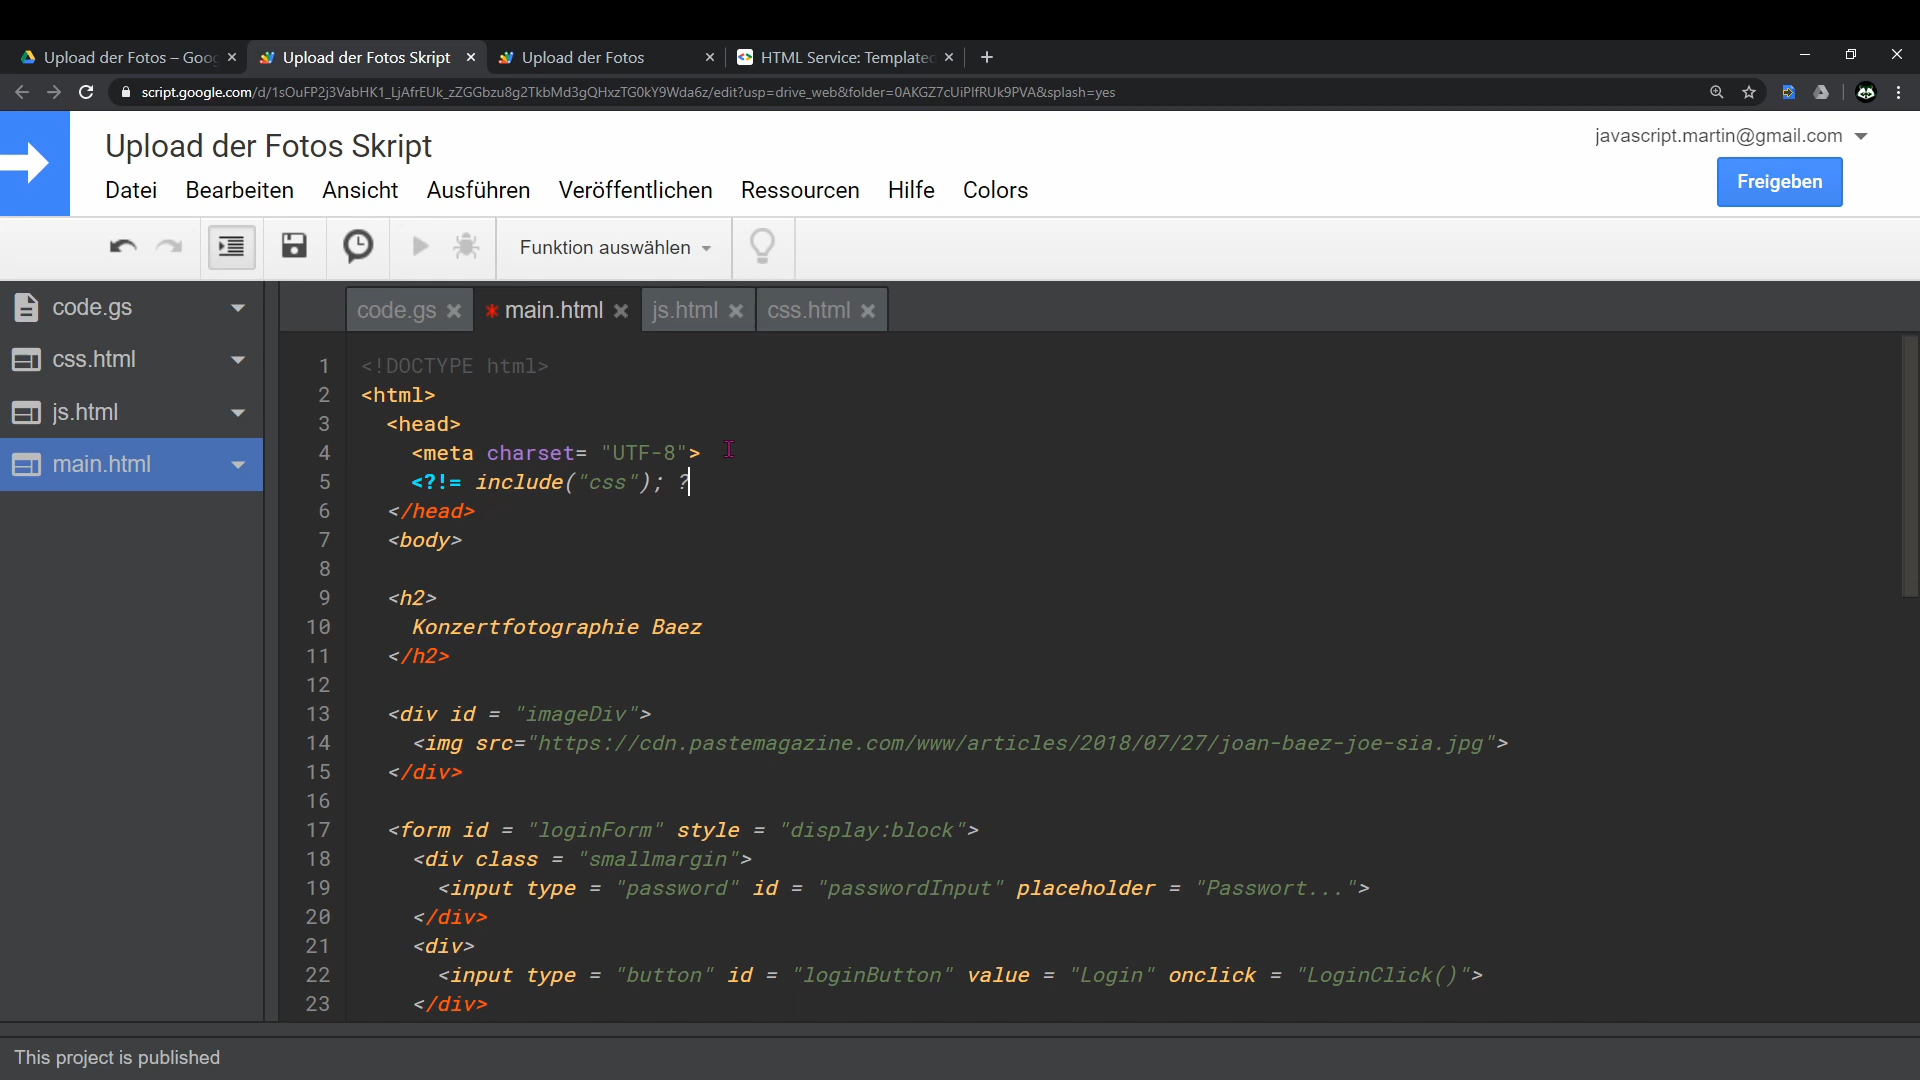 Upload der Fotos – Goog
Upload der Fotos Skript
Upload der Fotos
HTML Service: Templated
script.google.com/d/1sOuFP2j3VabHK1_LjAfrEUk_zZGGbzu8g2TkbMd3gQHxzTG0kY9Wda6z/edit?usp=drive_web&folder=0AKGZ7cUiPlfRUk9PVA&splash=yes
Upload der Fotos Skript
javascript.martin@gmail.com
Datei Bearbeiten Ansicht Ausführen Veröffentlichen Ressourcen Hilfe Colors
Freigeben
Funktion auswählen
code.gs
css.html
js.html
main.html
code.gs * main.html js.html css.html
1 <!DOCTYPE html>
2 <html>
3 <head>
4 <meta charset= "UTF-8">
5 <?!= include("css"); ?
6 </head>
7 <body>
8
9 <h2>
10 Konzertfotographie Baez
11 </h2>
12
13 <div id = "imageDiv">
14 <img src="https://cdn.pastemagazine.com/www/articles/2018/07/27/joan-baez-joe-sia.jpg">
15 </div>
16
17 <form id = "loginForm" style = "display:block">
18 <div class = "smallmargin">
19 <input type = "password" id = "passwordInput" placeholder = "Passwort...">
20 </div>
21 <div>
22 <input type = "button" id = "loginButton" value = "Login" onclick = "LoginClick()">
23 </div>
This project is published